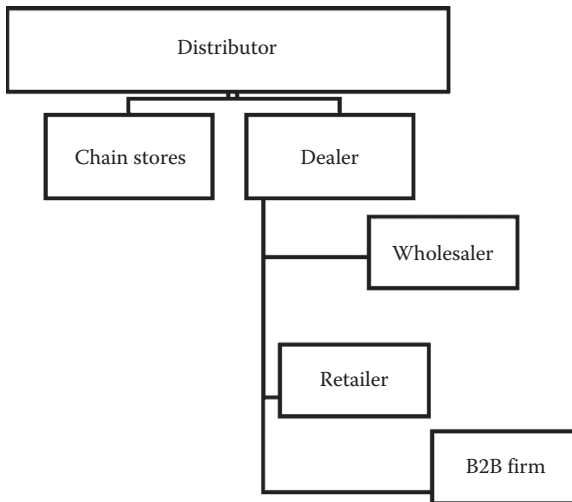 Distributor
Chain stores
Dealer
Wholesaler
Retailer
B2B firm